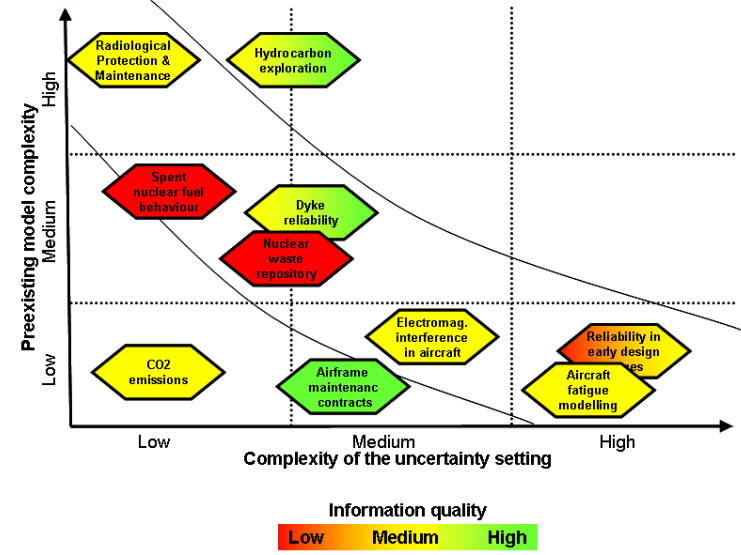 Radiological
Protection &
Maintenance
Hydrocarbon
exploration
High
Spent
nuclear fuel
behaviour
Dyke
reliability
Nuclear
waste
repository
Medium
Preexisting model complexity
Electromag.
interference
in aircraft
Reliability in
early design
CO2
emissions
Airframe
maintenanc
contracts
Aircraft
fatigue
modelling
Low
Low Medium High
Complexity of the uncertainty setting
Information quality
Low Medium High